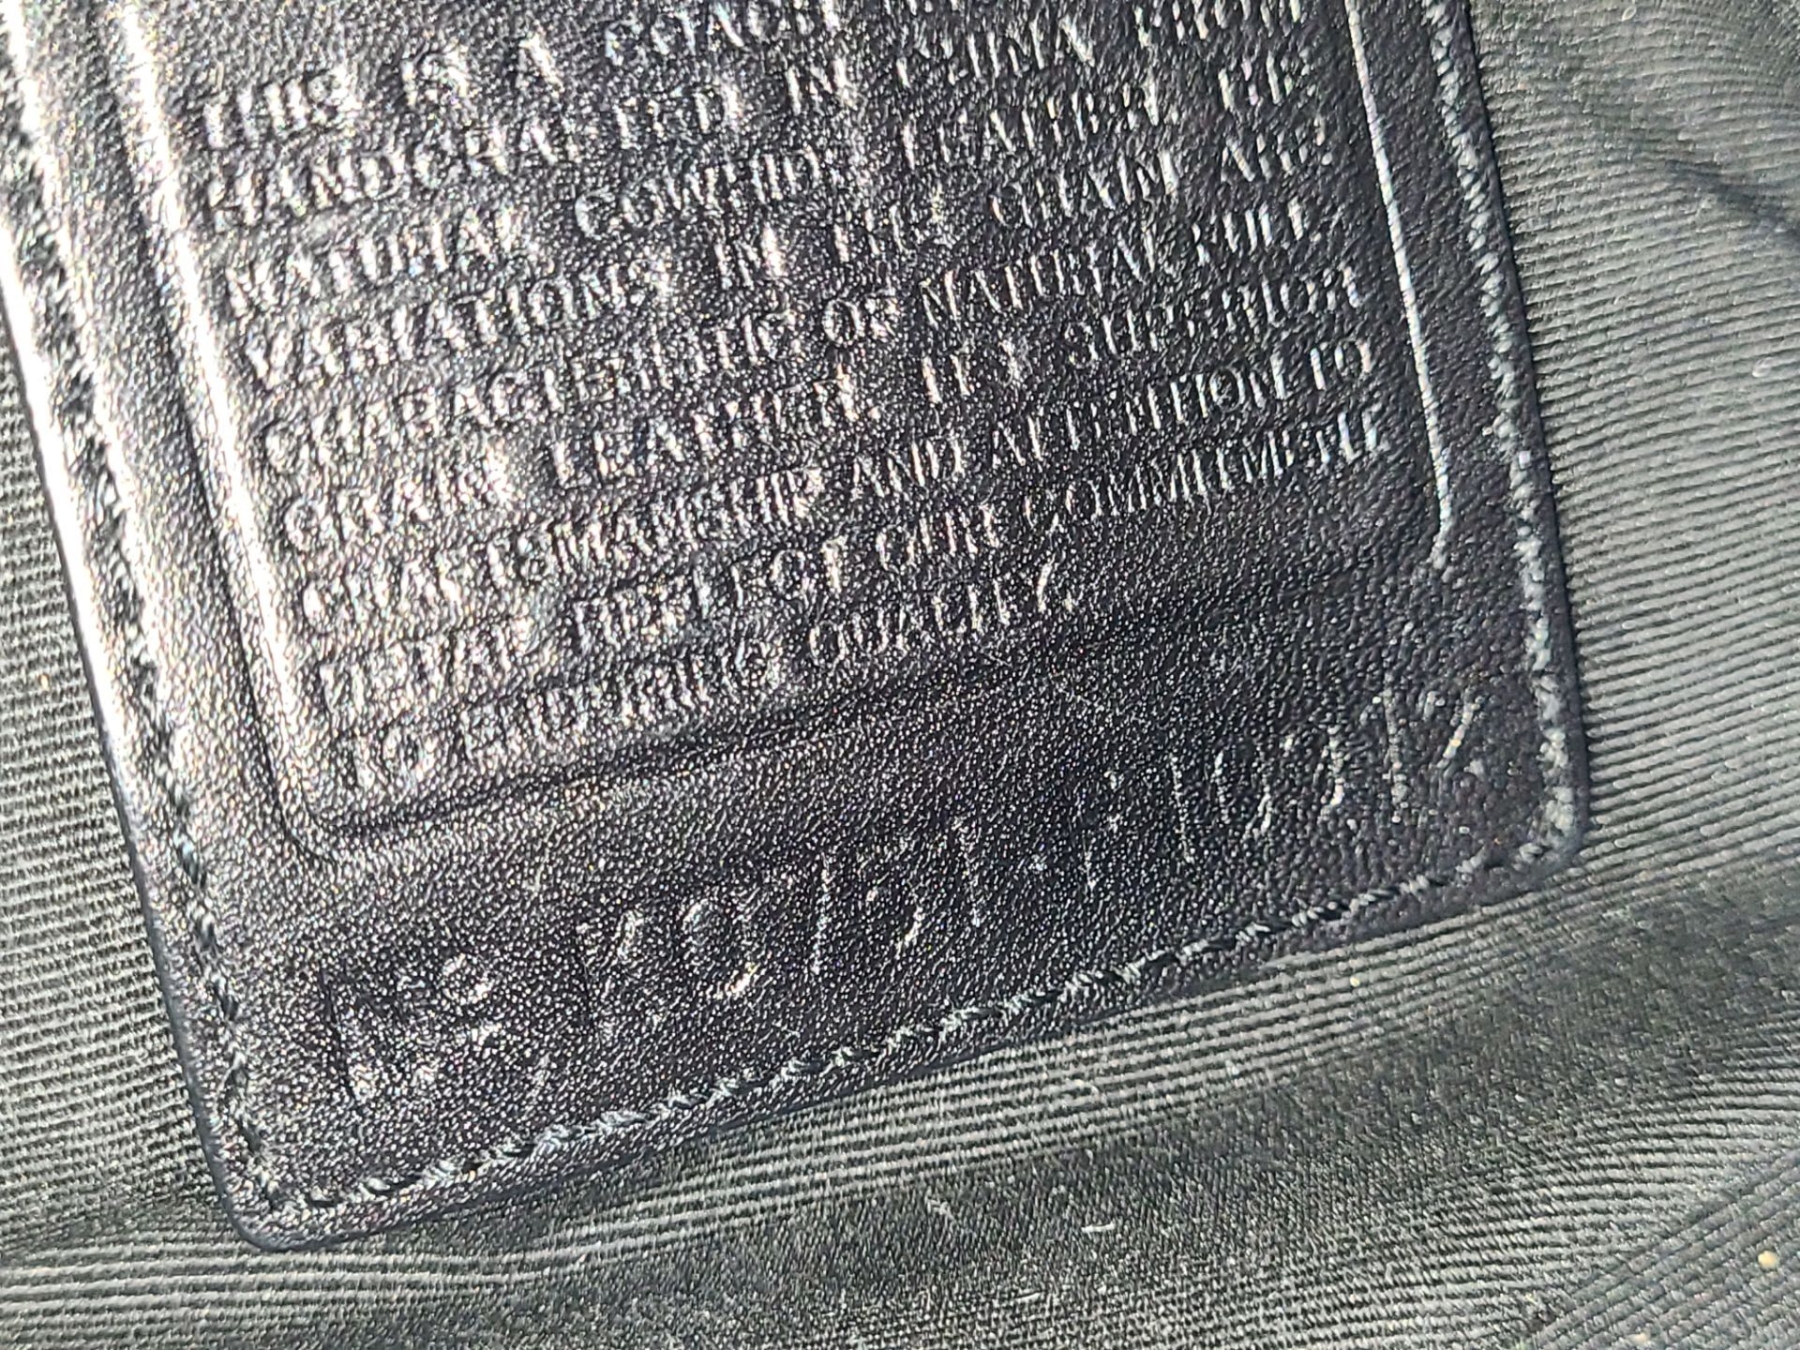 THIS IS A COACH
HANDCRAFTED IN CHINA FROM
NATURAL COWHIDE LEATHER. THE
VARIATIONS IN THE GRAIN ARE
CHARACTERISTIC OF NATURAL FULL
GRAIN LEATHER. ITS SUPERIOR
CRAFTSMANSHIP AND ATTENTION TO
DETAIL REFLECT OUR COMMITMENT
TO ENDURING QUALITY.